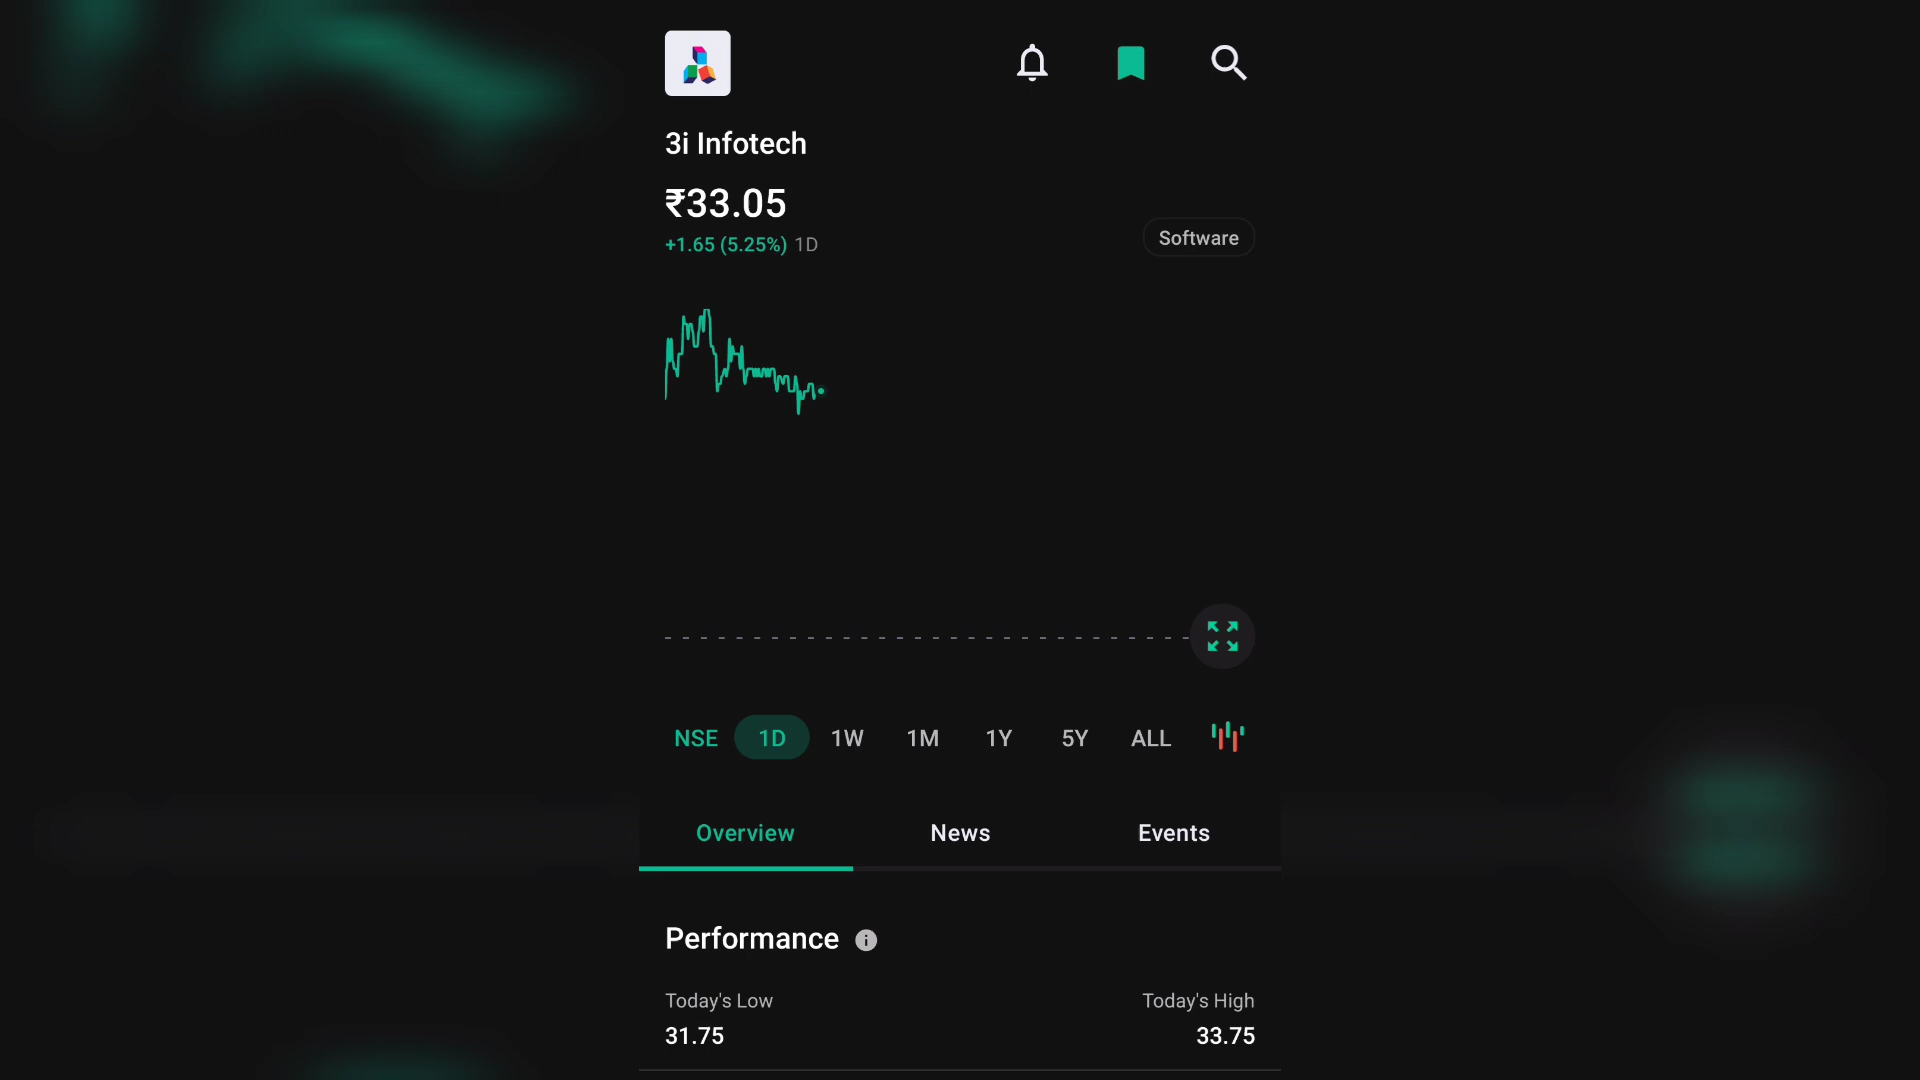 3i Infotech
₹33.05
+1.65 (5.25%) 1D
Software
NSE 1D 1W 1M 1Y 5Y ALL
Overview News Events
Performance
Today's Low Today's High
31.75 33.75